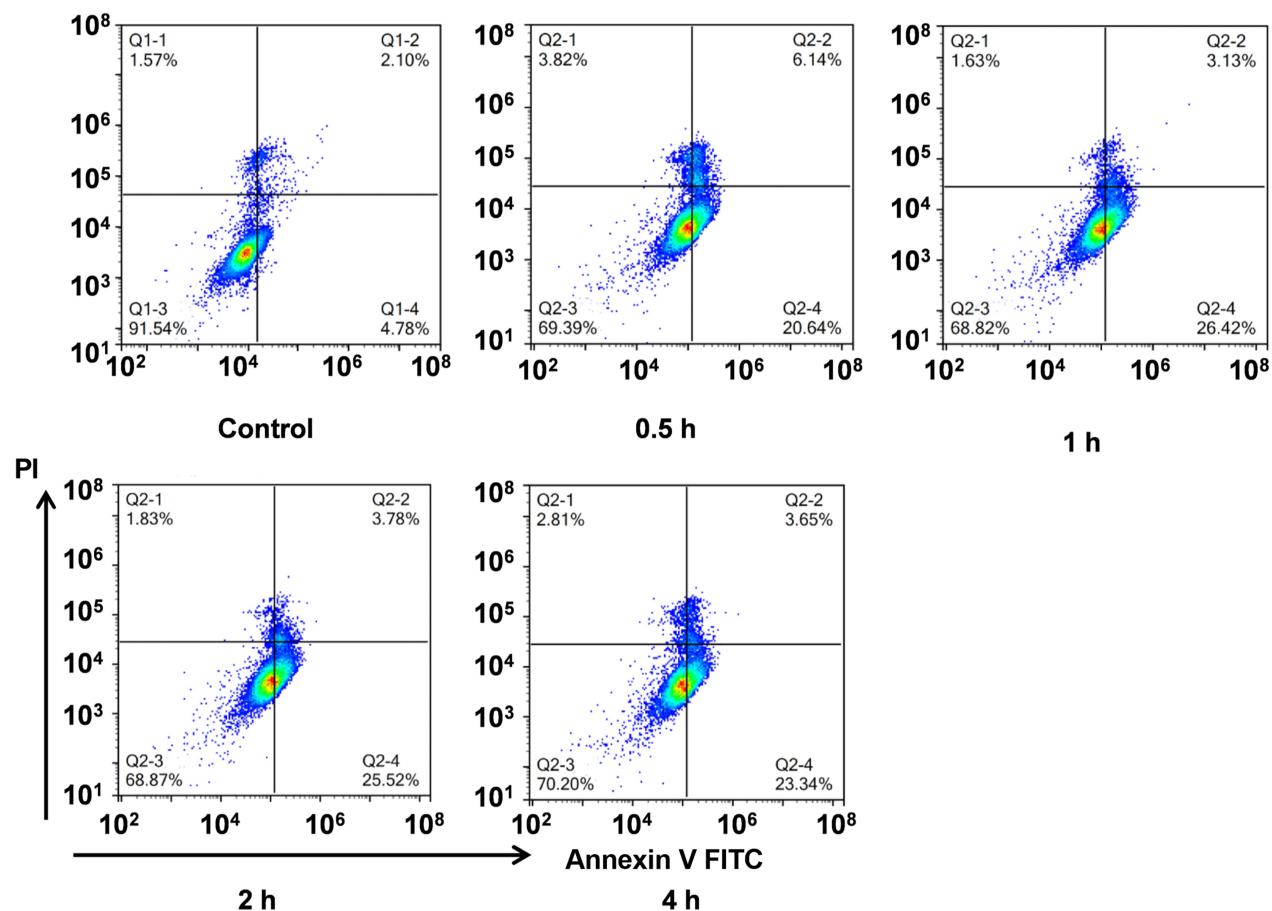 10⁸
10⁶
10⁵
10⁴
10³
10¹
Q1-1
1.57%
Q1-2
2.10%
Q1-3
91.54%
Q1-4
4.78%
10² 10⁴ 10⁶ 10⁸
Control
10⁸
10⁶
10⁵
10⁴
10³
10¹
Q2-1
3.82%
Q2-2
6.14%
Q2-3
69.39%
Q2-4
20.64%
10² 10⁴ 10⁶ 10⁸
0.5 h
10⁸
10⁶
10⁵
10⁴
10³
10¹
Q2-1
1.63%
Q2-2
3.13%
Q2-3
68.82%
Q2-4
26.42%
10² 10⁴ 10⁶ 10⁸
1 h
PI
10⁸
10⁶
10⁵
10⁴
10³
10¹
Q2-1
1.83%
Q2-2
3.78%
Q2-3
68.87%
Q2-4
25.52%
10² 10⁴ 10⁶ 10⁸
2 h
10⁸
10⁶
10⁵
10⁴
10³
10¹
Q2-1
2.81%
Q2-2
3.65%
Q2-3
70.20%
Q2-4
23.34%
10² 10⁴ 10⁶ 10⁸
Annexin V FITC
4 h